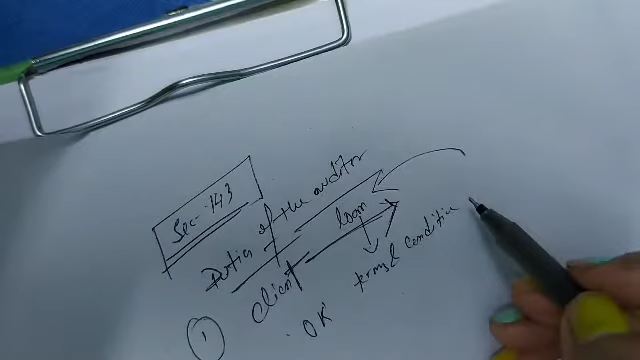 Sec-143
Duties of the auditor
① Client loan
OK terms & condition